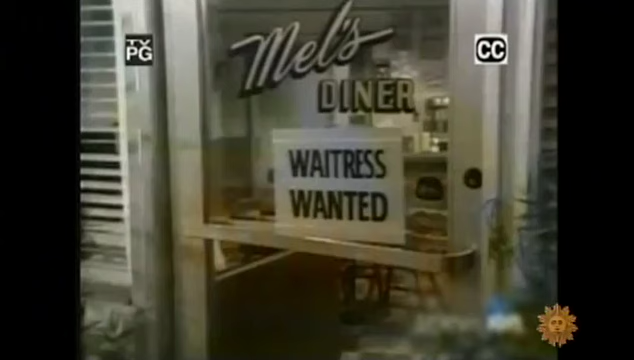 TV
PG
CC
Mel's
DINER
WAITRESS
WANTED